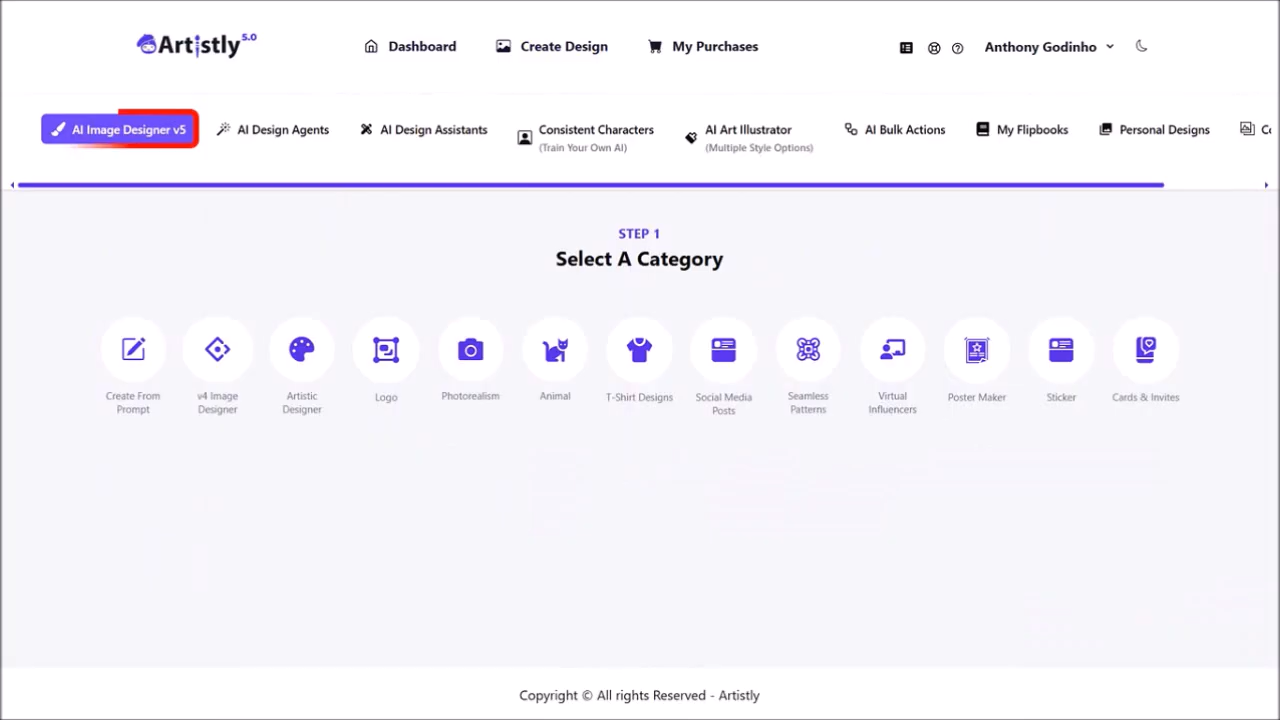 Artistly 5.0
Dashboard
Create Design
My Purchases
Anthony Godinho
AI Image Designer v5
AI Design Agents
AI Design Assistants
Consistent Characters
(Train Your Own AI)
AI Art Illustrator
(Multiple Style Options)
AI Bulk Actions
My Flipbooks
Personal Designs
STEP 1
Select A Category
Create From
Prompt
v4 Image
Designer
Artistic
Designer
Logo
Photorealism
Animal
T-Shirt Designs
Social Media
Posts
Seamless
Patterns
Virtual
Influencers
Poster Maker
Sticker
Cards & Invites
Copyright © All rights Reserved - Artistly